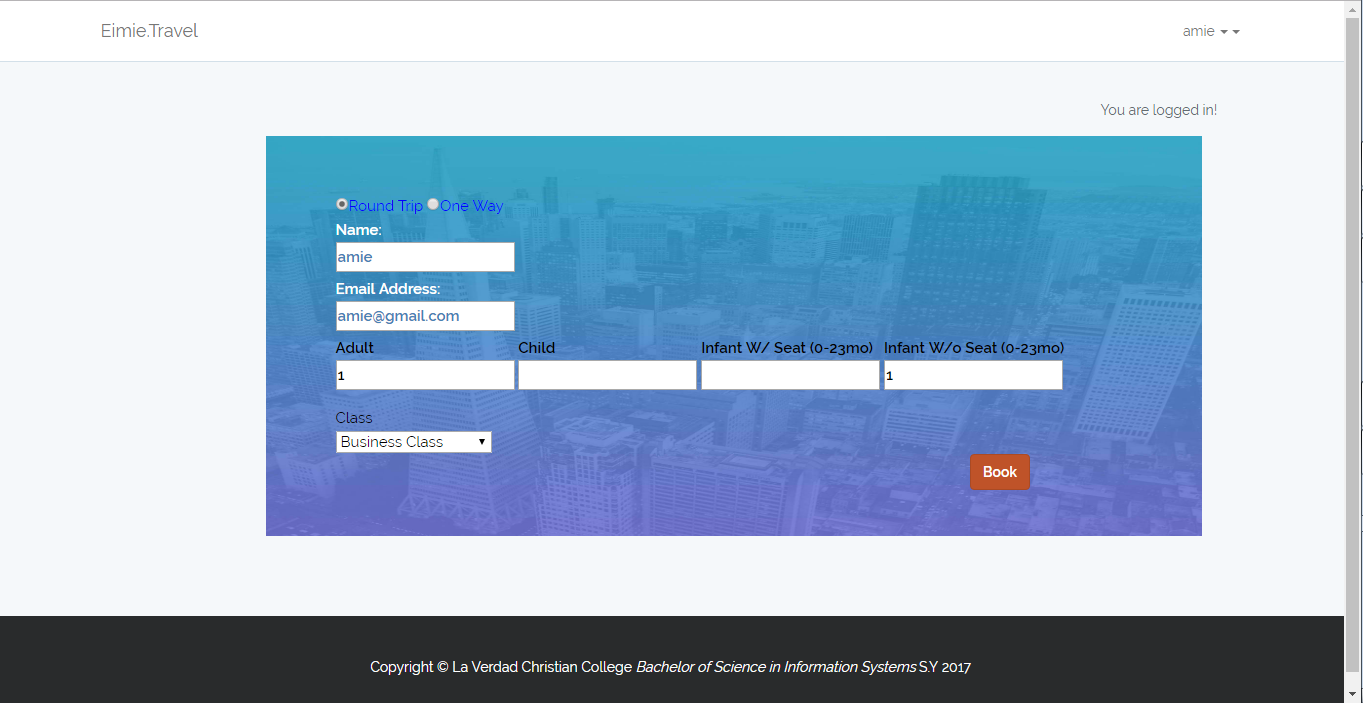 Eimie.Travel
amie
You are logged in!
Round Trip One Way
Name:
amie
Email Address:
amie@gmail.com
Adult Child Infant W/ Seat (0-23mo) Infant W/o Seat (0-23mo)
1 1
Class
Business Class
Book
Copyright © La Verdad Christian College Bachelor of Science in Information Systems S.Y 2017